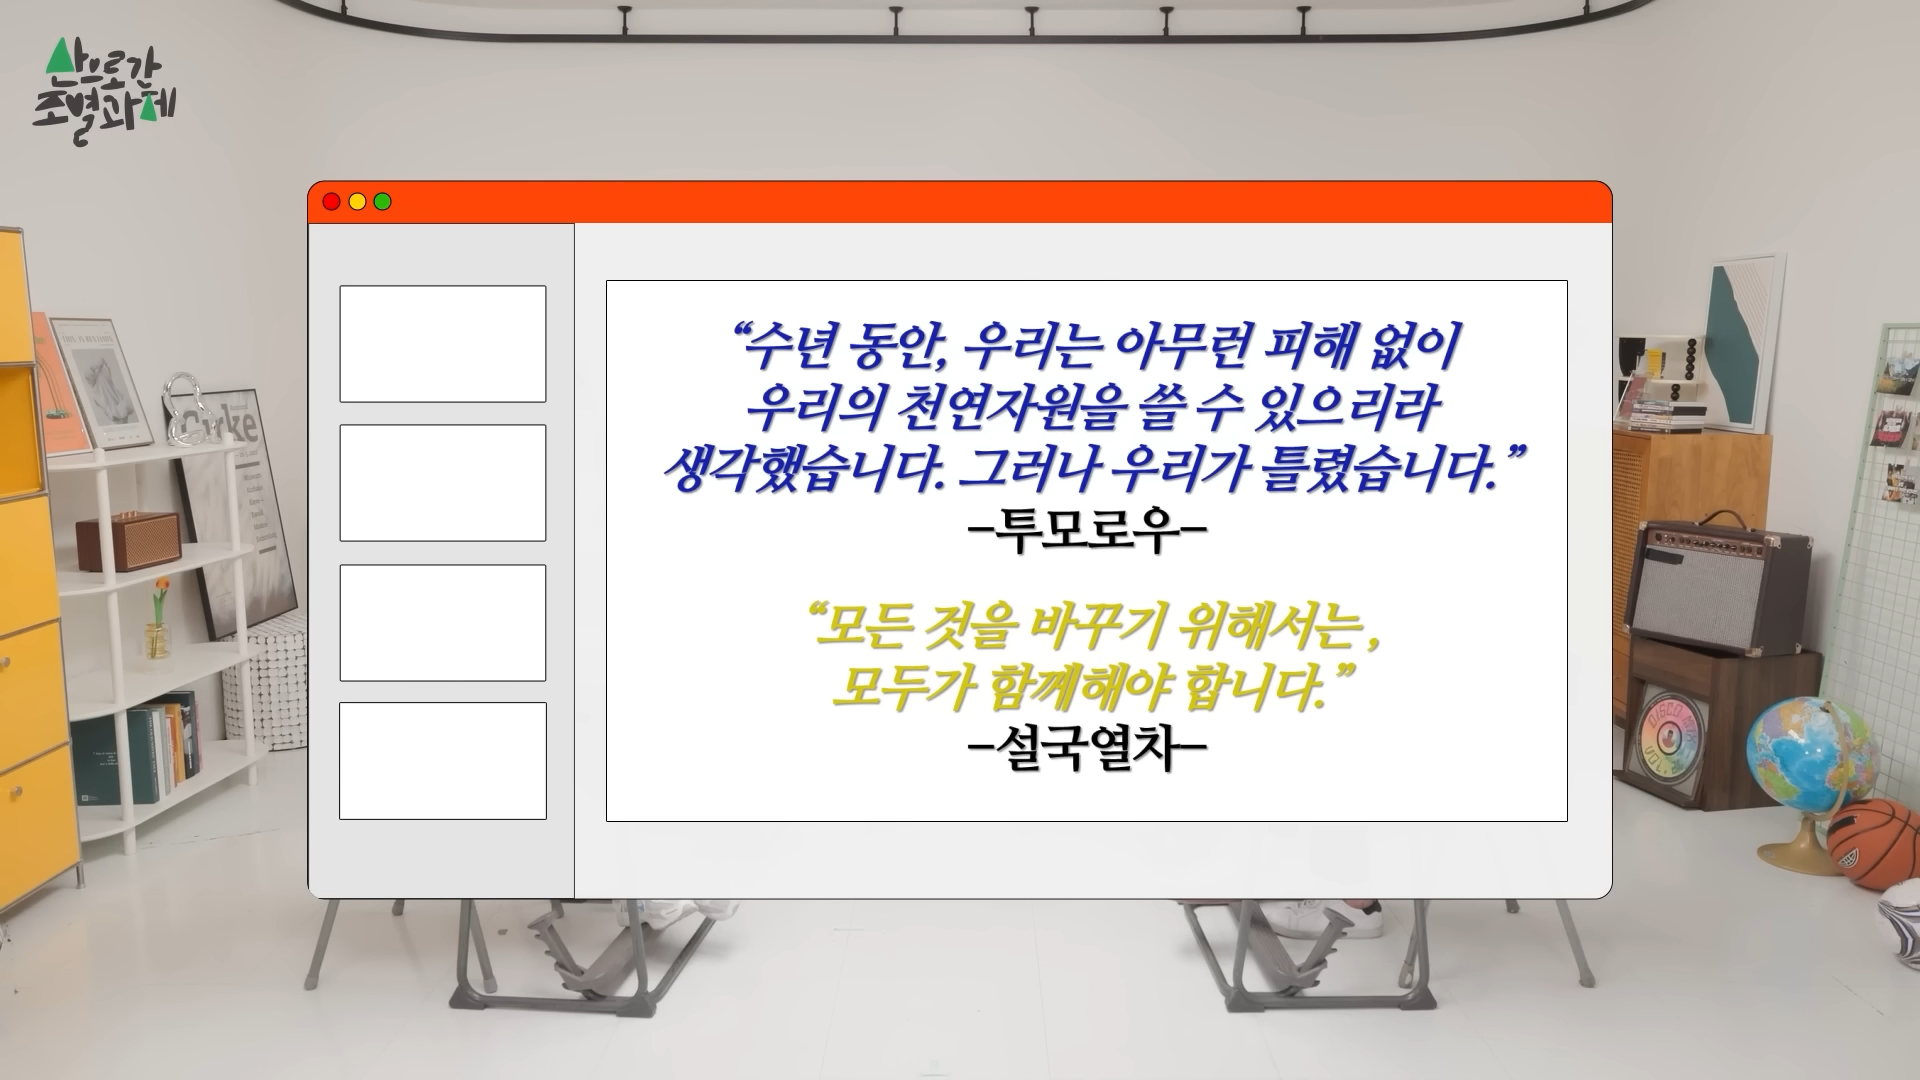 산으로간
조별과제
“수년 동안, 우리는 아무런 피해 없이
우리의 천연자원을 쓸 수 있으리라
생각했습니다. 그러나 우리가 틀렸습니다.”
-투모로우-
“모든 것을 바꾸기 위해서는,
모두가 함께해야 합니다.”
-설국열차-
DISCO MIX
VOL.